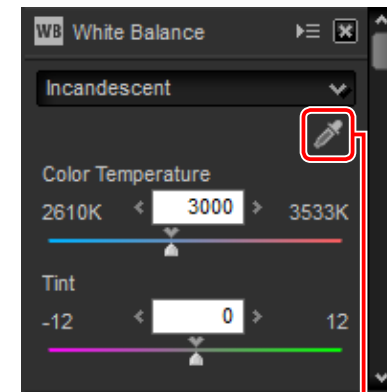 WB White Balance
Incandescent
Color Temperature
2610K 3000 3533K
Tint
-12 0 12